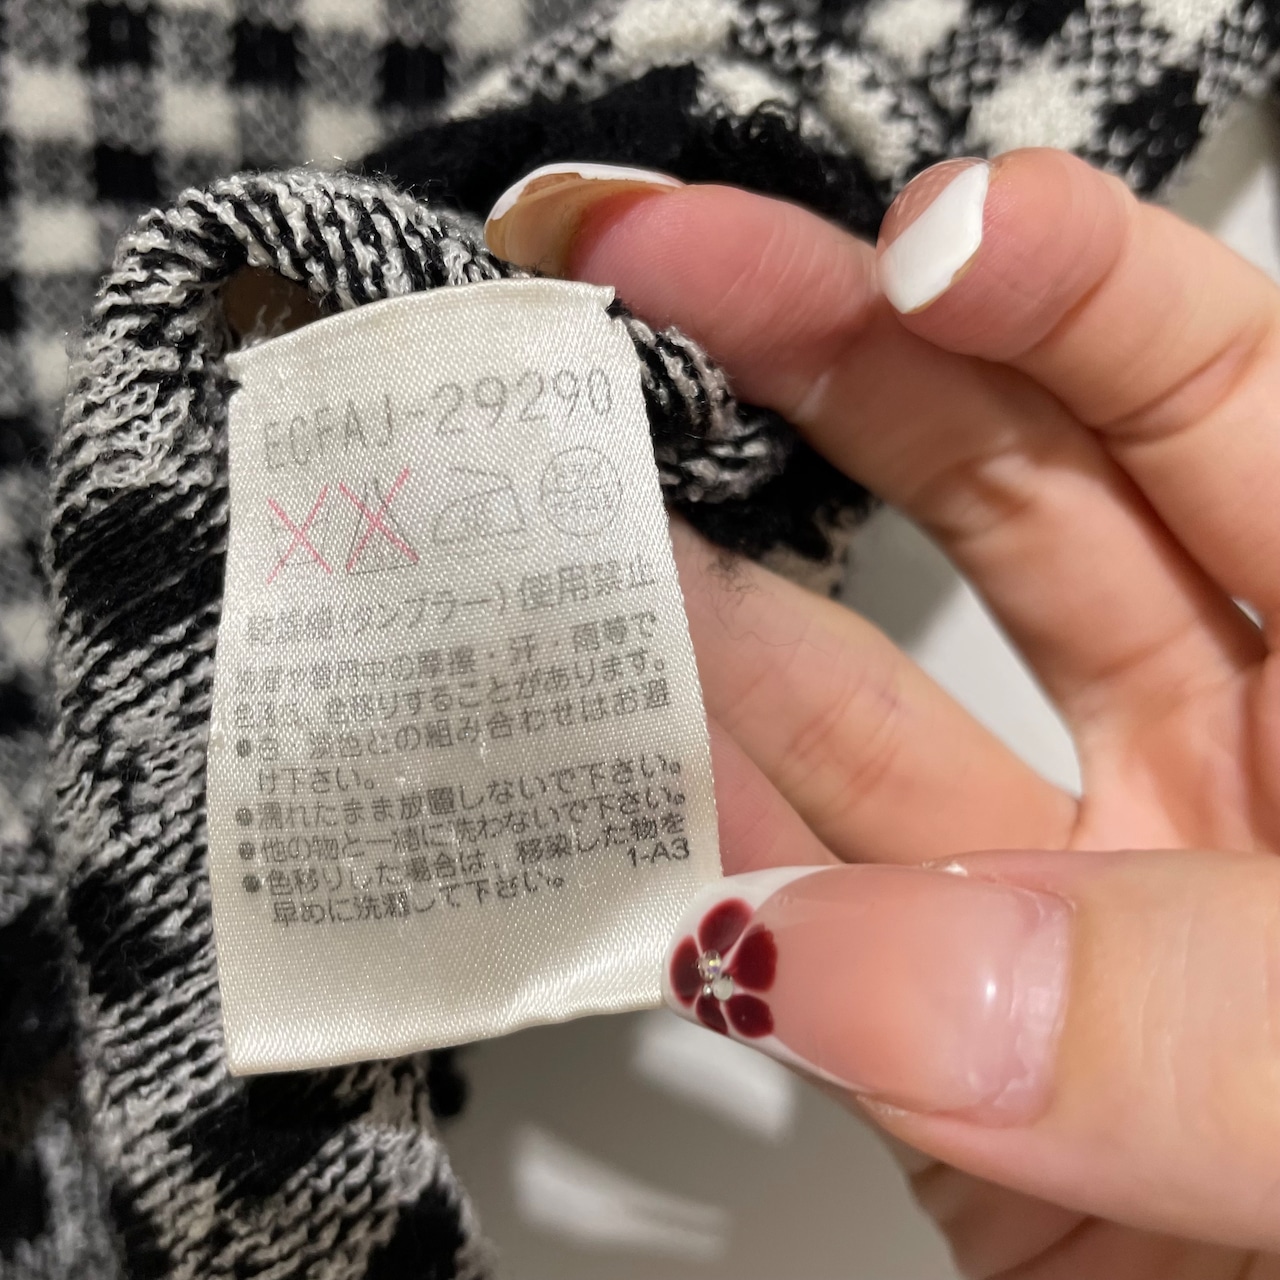 ECFAJ-29290
乾燥機(タンブラー)使用禁止
の摩擦・汗・雨等で
色移りすることがあります。
●白、淡色との組み合わせはお避
け下さい。
●濡れたまま放置しないで下さい。
●他の物と一緒に洗わないで下さい。
●色移りした場合は、移染した物を
早めに洗濯して下さい。
1-A3